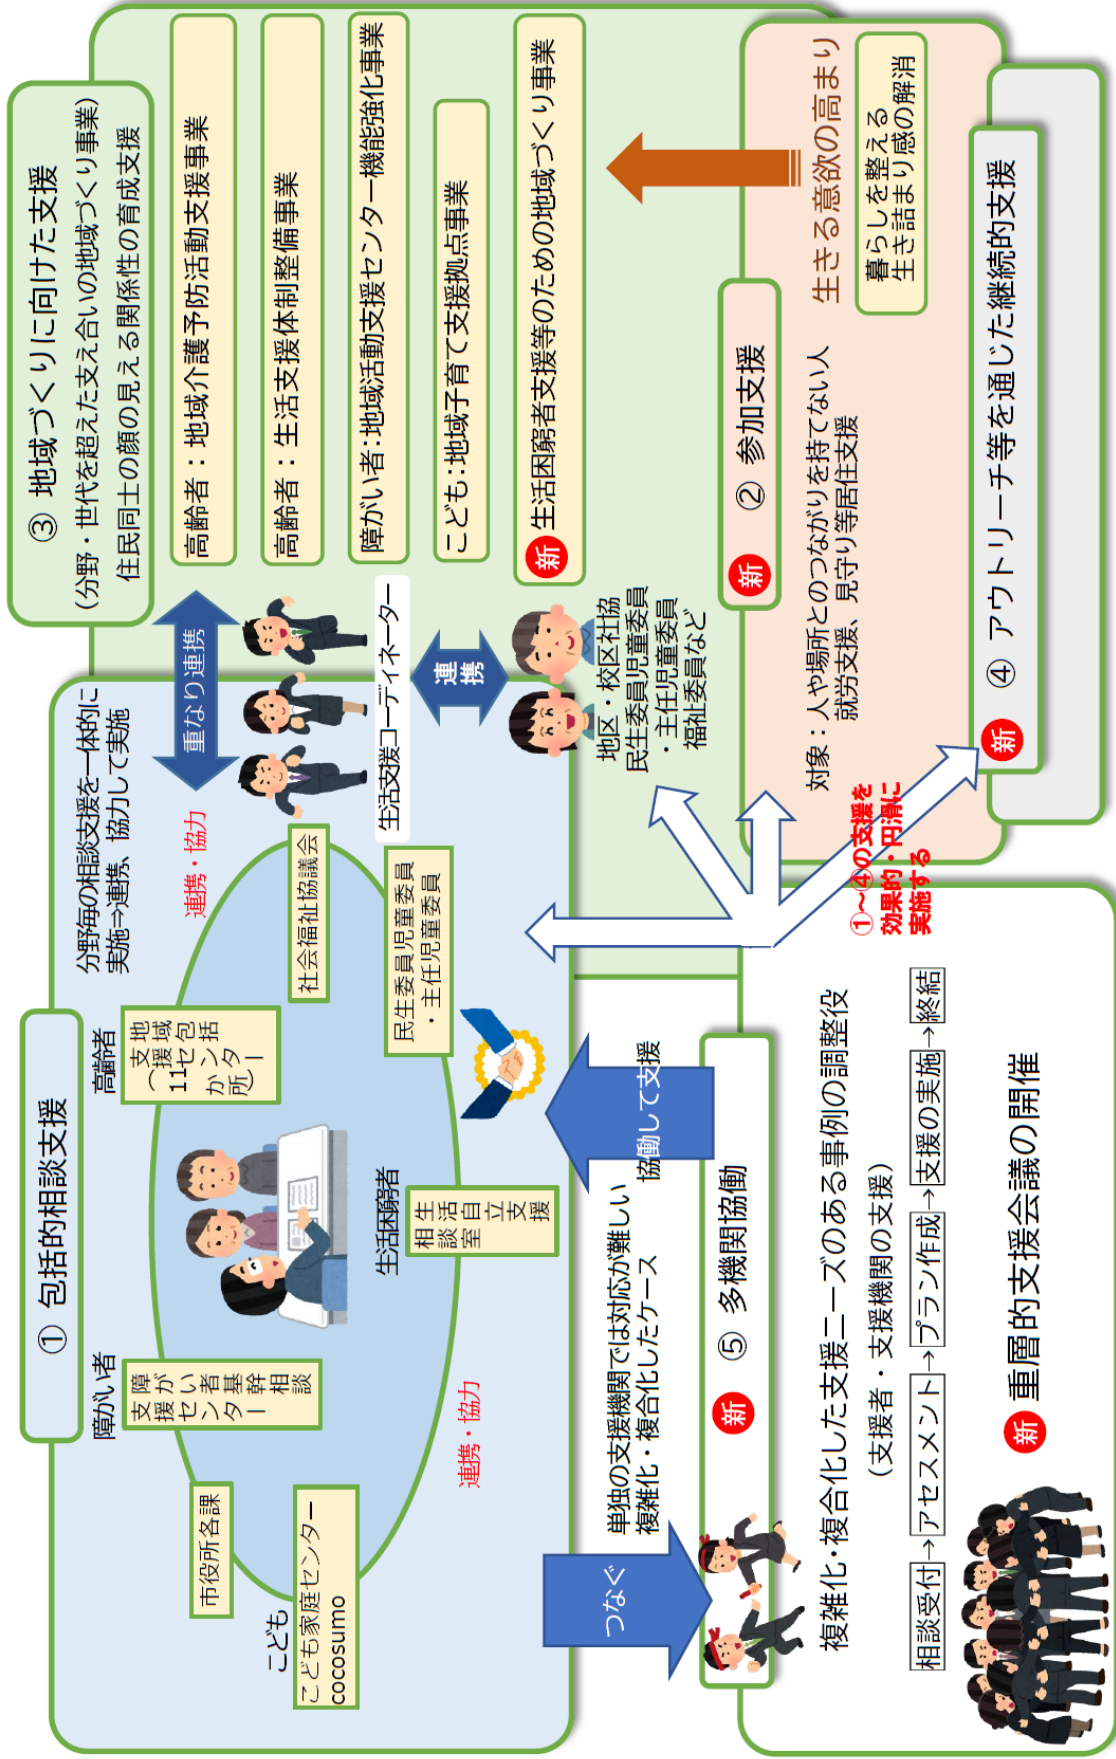 ① 包括的相談支援
分野毎の相談支援を一体的に
実施⇒連携、協力して実施
高齢者
地域包括
支援センター
(11か所)
障がい者
障がい者基幹相談
支援センター
市役所各課
こども
こども家庭センター
cocosumo
生活困窮者
生活自立支援
相談室
社会福祉協議会
民生委員児童委員
・主任児童委員
連携・協力
連携・協力
重なり連携
生活支援コーディネーター
連携
地区・校区社協
民生委員児童委員
・主任児童委員
福祉委員など
③ 地域づくりに向けた支援
(分野・世代を超えた支え合いの地域づくり事業)
住民同士の顔の見える関係性の育成支援
高齢者：地域介護予防活動支援事業
高齢者：生活支援体制整備事業
障がい者：地域活動支援センター機能強化事業
こども：地域子育て支援拠点事業
新
生活困窮者支援等のための地域づくり事業
つなぐ
単独の支援機関では対応が難しい
複雑化・複合化したケース
協働して支援
新
⑤ 多機関協働
複雑化・複合化した支援ニーズのある事例の調整役
(支援者・支援機関の支援)
相談受付→アセスメント→プラン作成→支援の実施→終結
新
重層的支援会議の開催
①～④の支援を
効果的・円滑に
実施する
新
② 参加支援
対象：人や場所とのつながりを持てない人
就労支援、見守り等居住支援
生きる意欲の高まり
暮らしを整える
生き詰まり感の解消
新
④ アウトリーチ等を通じた継続的支援